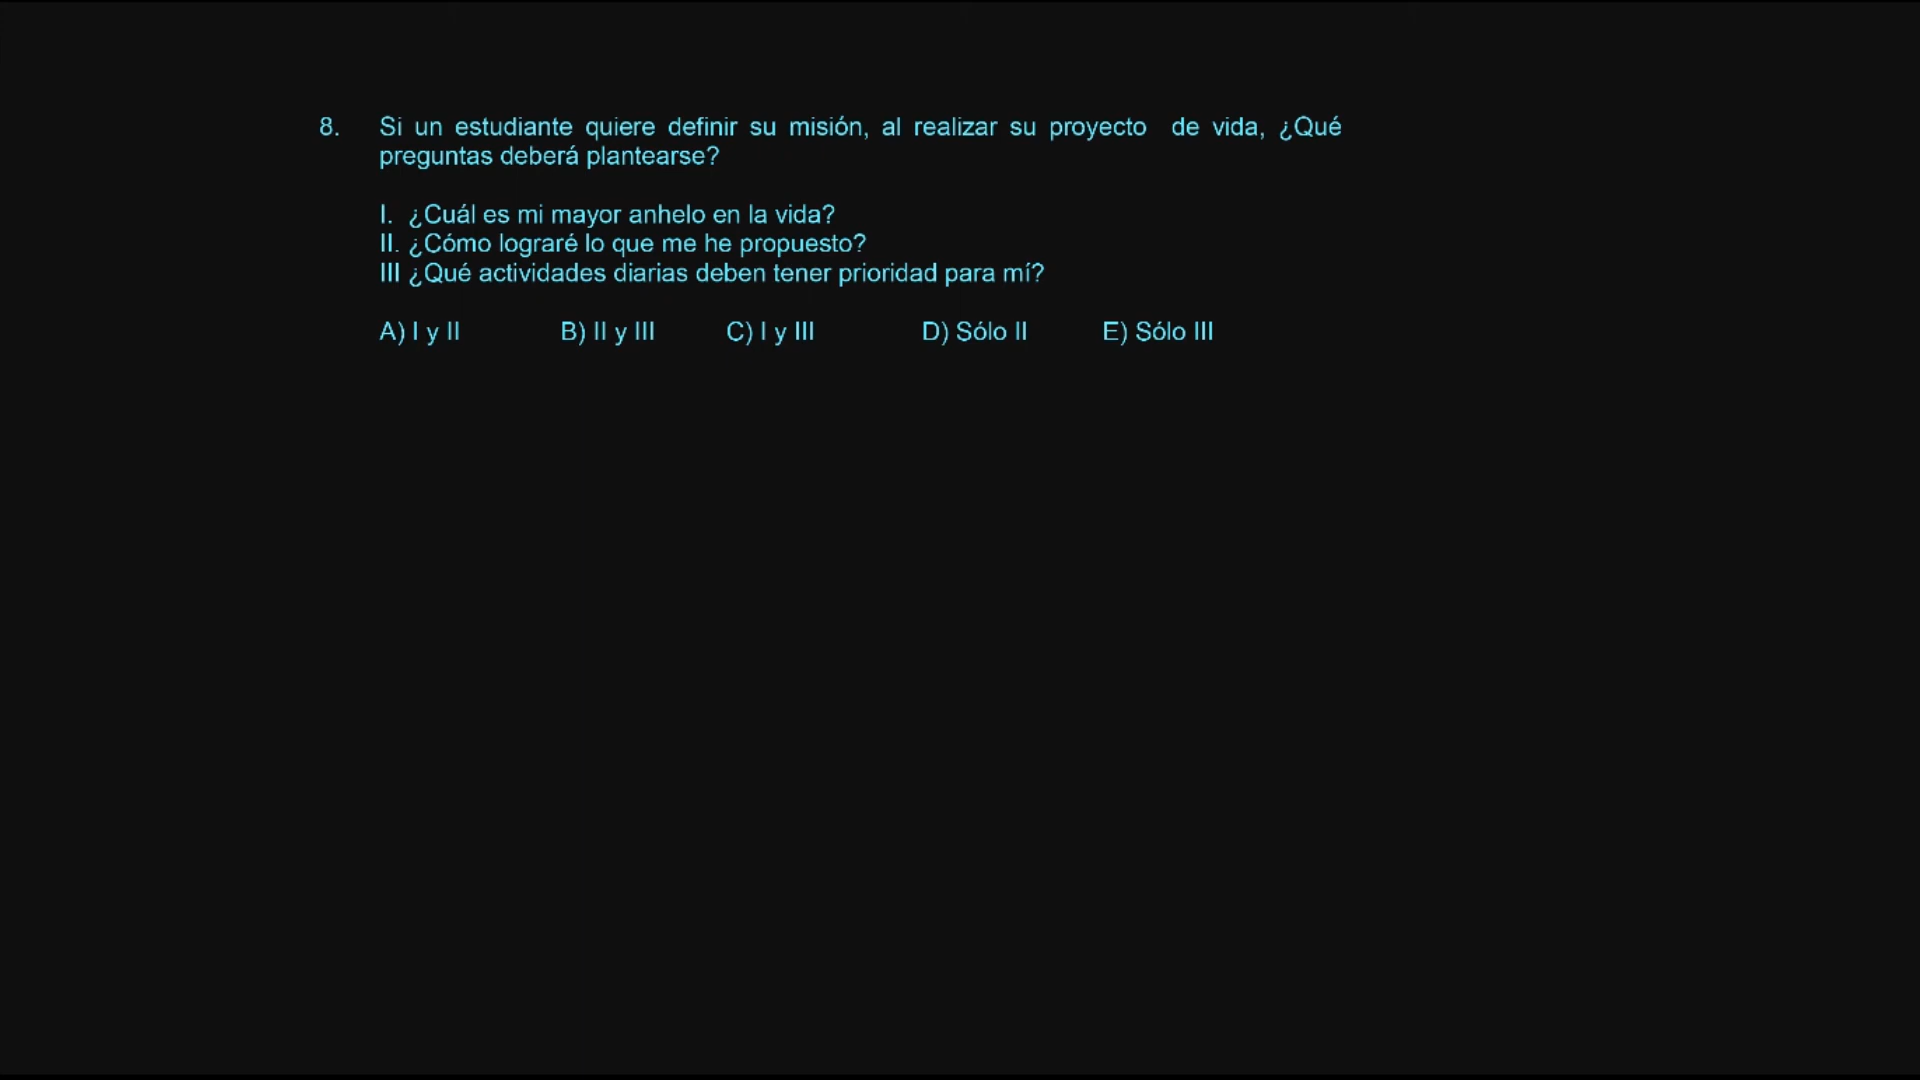 8. Si un estudiante quiere definir su misión, al realizar su proyecto de vida, ¿Qué
preguntas deberá plantearse?
I. ¿Cuál es mi mayor anhelo en la vida?
II. ¿Cómo lograré lo que me he propuesto?
III ¿Qué actividades diarias deben tener prioridad para mí?
A) I y II B) II y III C) I y III D) Sólo II E) Sólo III